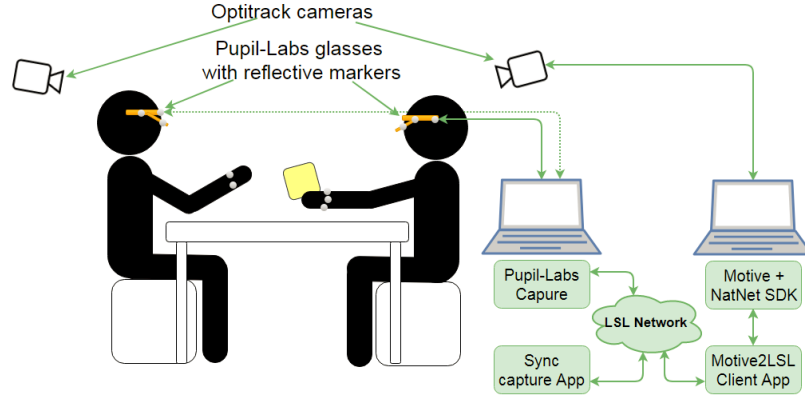 Optitrack cameras
Pupil-Labs glasses
with reflective markers
Pupil-Labs
Capure
Motive +
NatNet SDK
LSL Network
Sync
capture App
Motive2LSL
Client App